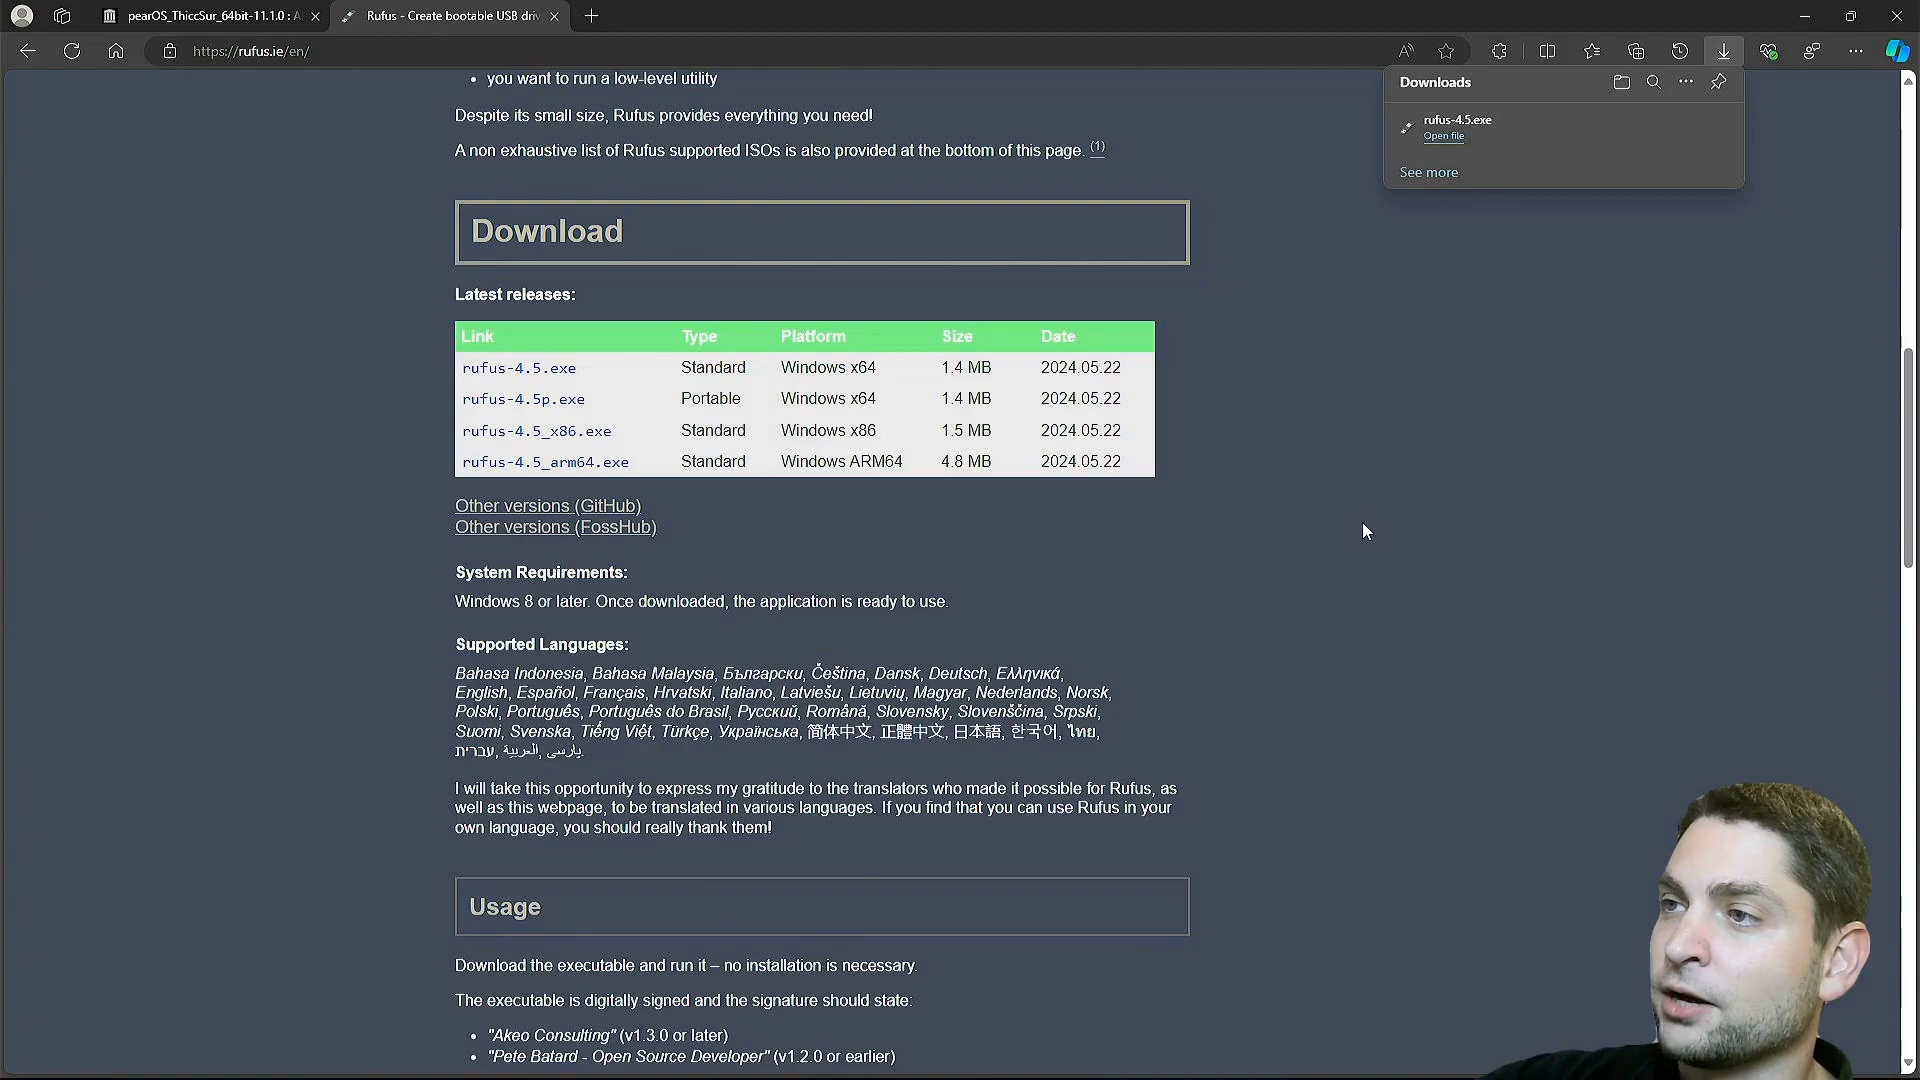 pearOS_ThiccSur_64bit-11.1.0 : A
Rufus - Create bootable USB driv
https://rufus.ie/en/
Downloads
rufus-4.5.exe
Open file
See more
• you want to run a low-level utility
Despite its small size, Rufus provides everything you need!
A non exhaustive list of Rufus supported ISOs is also provided at the bottom of this page. (1)
Download
Latest releases:
Link Type Platform Size Date
rufus-4.5.exe Standard Windows x64 1.4 MB 2024.05.22
rufus-4.5p.exe Portable Windows x64 1.4 MB 2024.05.22
rufus-4.5_x86.exe Standard Windows x86 1.5 MB 2024.05.22
rufus-4.5_arm64.exe Standard Windows ARM64 4.8 MB 2024.05.22
Other versions (GitHub)
Other versions (FossHub)
System Requirements:
Windows 8 or later. Once downloaded, the application is ready to use.
Supported Languages:
Bahasa Indonesia, Bahasa Malaysia, Български, Čeština, Dansk, Deutsch, Ελληνικά,
English, Español, Français, Hrvatski, Italiano, Latviešu, Lietuvių, Magyar, Nederlands, Norsk,
Polski, Português, Português do Brasil, Русский, Română, Slovensky, Slovenščina, Srpski,
Suomi, Svenska, Tiếng Việt, Türkçe, Українська, 简体中文, 正體中文, 日本語, 한국어, ไทย,
עברית, العربية, پارسی.
I will take this opportunity to express my gratitude to the translators who made it possible for Rufus, as
well as this webpage, to be translated in various languages. If you find that you can use Rufus in your
own language, you should really thank them!
Usage
Download the executable and run it – no installation is necessary.
The executable is digitally signed and the signature should state:
• "Akeo Consulting" (v1.3.0 or later)
• "Pete Batard - Open Source Developer" (v1.2.0 or earlier)